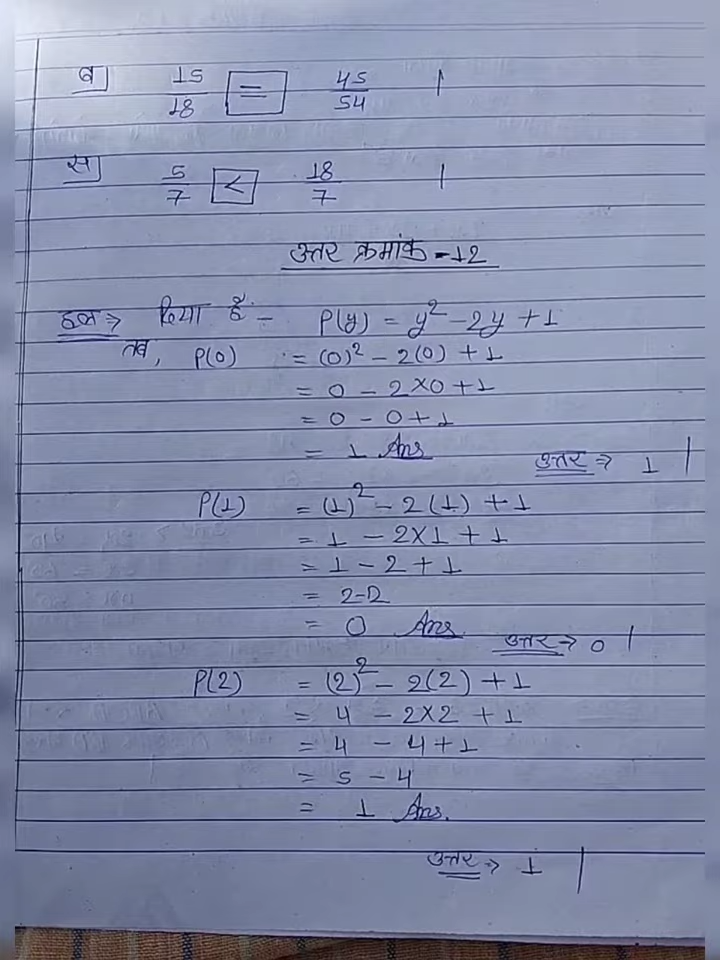 ब] 15/18 = 45/54 |
स] 5/7 < 18/7 |
उत्तर क्रमांक - 12
हल ⇒ दिया है - P(y) = y² - 2y + 1
तब, P(0) = (0)² - 2(0) + 1
= 0 - 2×0 + 1
= 0 - 0 + 1
= 1 Ans
उत्तर ⇒ 1 |
P(1) = (1)² - 2(1) + 1
= 1 - 2×1 + 1
= 1 - 2 + 1
= 2-2
= 0 Ans.
उत्तर → 0 |
P(2) = (2)² - 2(2) + 1
= 4 - 2×2 + 1
= 4 - 4 + 1
= 5 - 4
= 1 Ans.
उत्तर ⇒ 1 |